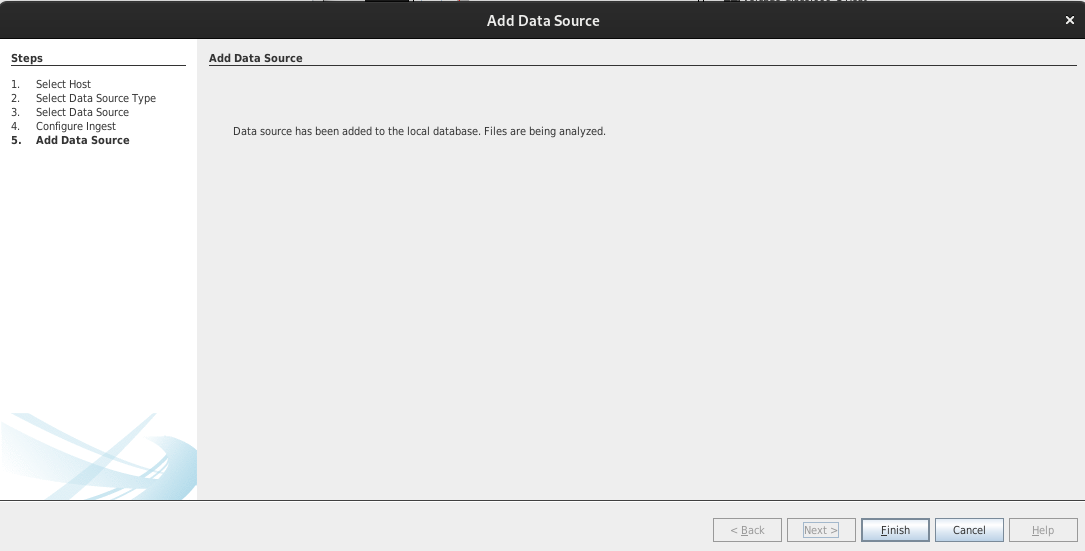 Add Data Source
×
Steps
1. Select Host
2. Select Data Source Type
3. Select Data Source
4. Configure Ingest
5. Add Data Source
Add Data Source
Data source has been added to the local database. Files are being analyzed.
< Back
Next >
Finish
Cancel
Help